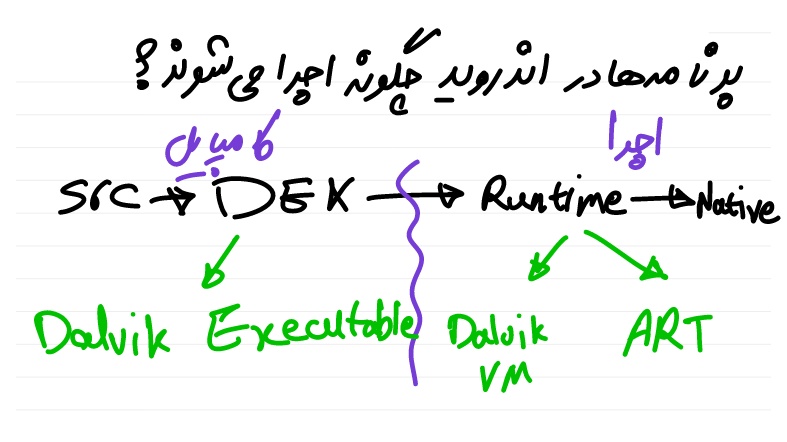 برنامه‌ها در اندروید چگونه اجرا می‌شوند؟
کامپایل اجرا
SrC → DEX → Runtime → Native
Dalvik Executable Dalvik ART
VM